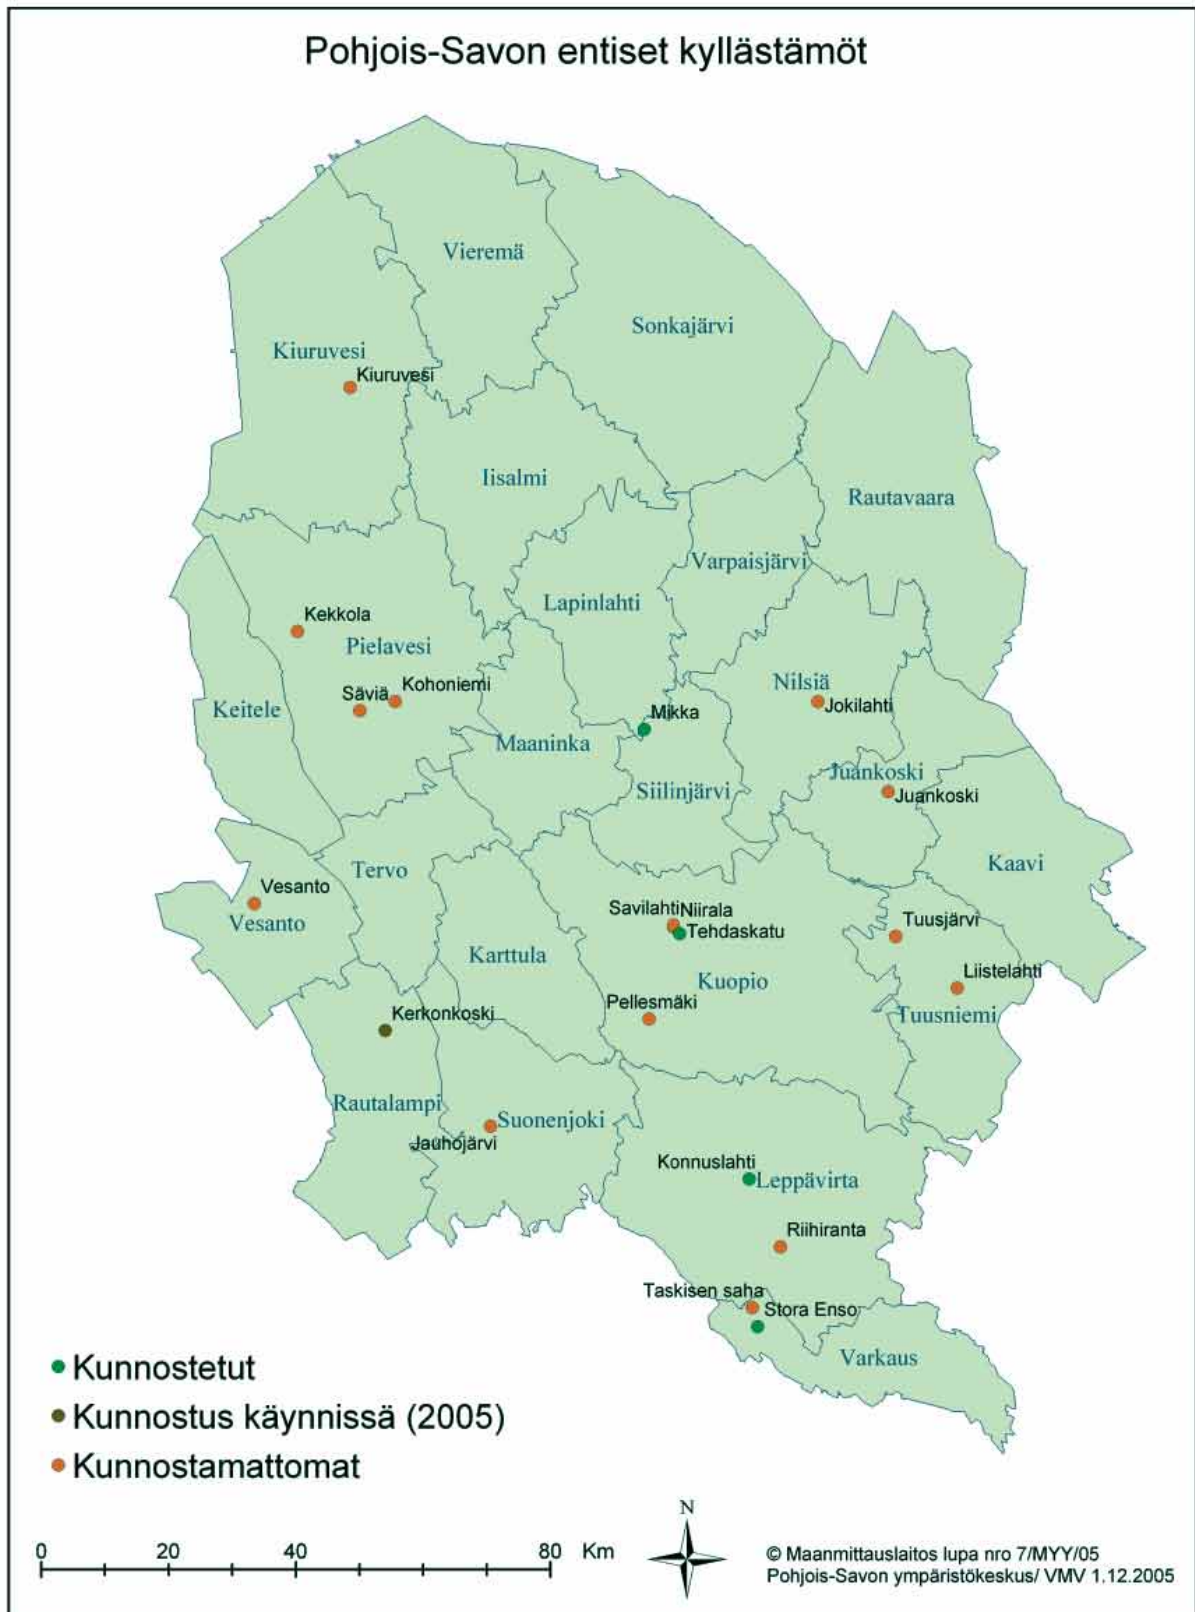 Pohjois-Savon entiset kyllästämöt
Vieremä
Sonkajärvi
Kiuruvesi
Kiuruvesi
Iisalmi
Rautavaara
Varpaisjärvi
Lapinlahti
Kekkola
Pielavesi
Nilsiä
Kohoniemi
Säviä
Keitele
Jokilahti
Mikka
Maaninka
Juankoski
Siilinjärvi
Juankoski
Kaavi
Tervo
Vesanto
Vesanto
Savilahti
Niirala
Tehdaskatu
Tuusjärvi
Karttula
Liistelahti
Kuopio
Pellesmäki
Kerkonkoski
Tuusniemi
Rautalampi
Suonenjoki
Jauhojärvi
Konnuslahti
Leppävirta
Riihiranta
Taskisen saha
Stora Enso
Varkaus
Kunnostetut
Kunnostus käynnissä (2005)
Kunnostamattomat
N
0 20 40 80 Km
© Maanmittauslaitos lupa nro 7/MYY/05
Pohjois-Savon ympäristökeskus/ VMV 1.12.2005